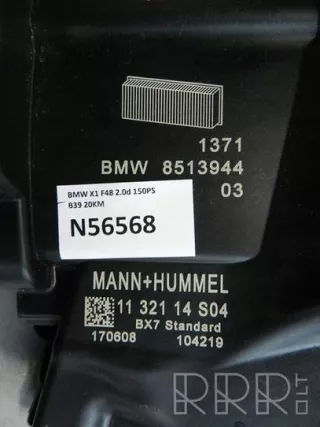 1371
BMW 8513944
03
BMW X1 F48 2.0d 150PS
B39 20KM
N56568
MANN+HUMMEL
11 321 14 S04
BX7 Standard
170608 104219
RRR.LT